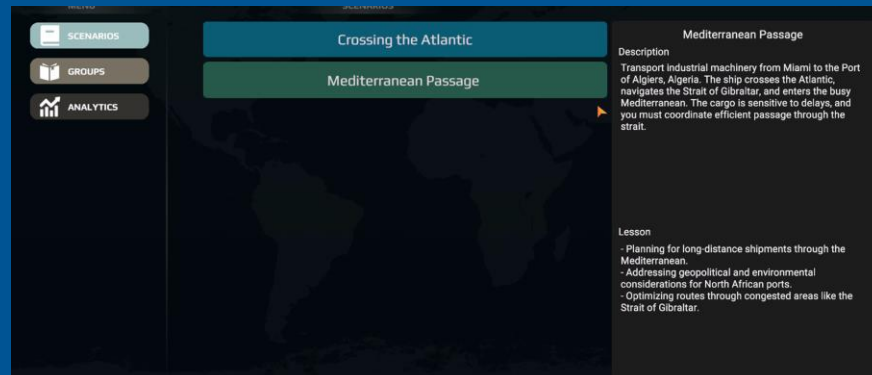 MENU
SCENARIOS
SCENARIOS
GROUPS
ANALYTICS
Crossing the Atlantic
Mediterranean Passage
Mediterranean Passage
Description
Transport industrial machinery from Miami to the Port
of Algiers, Algeria. The ship crosses the Atlantic,
navigates the Strait of Gibraltar, and enters the busy
Mediterranean. The cargo is sensitive to delays, and
you must coordinate efficient passage through the
strait.
Lesson
- Planning for long-distance shipments through the
Mediterranean.
- Addressing geopolitical and environmental
considerations for North African ports.
- Optimizing routes through congested areas like the
Strait of Gibraltar.